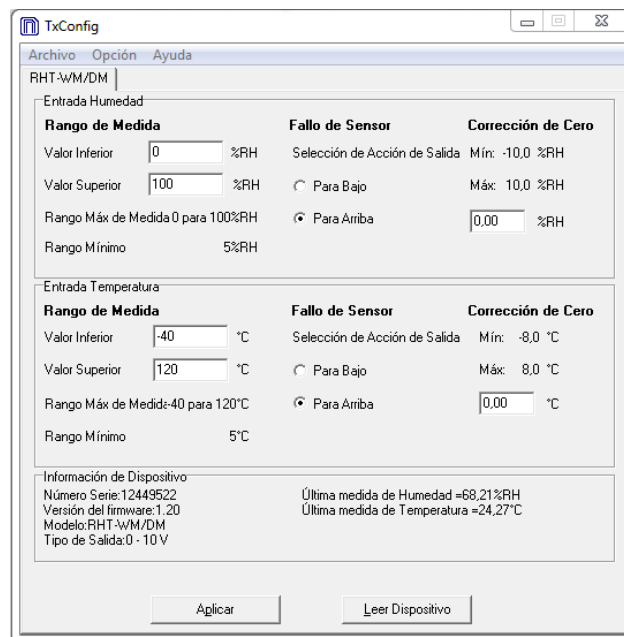 TxConfig
Archivo Opción Ayuda
RHT-WM/DM
Entrada Humedad
Rango de Medida Fallo de Sensor Corrección de Cero
Valor Inferior 0 %RH Selección de Acción de Salida Mín: -10,0 %RH
Valor Superior 100 %RH Para Bajo Máx: 10,0 %RH
Rango Máx de Medida 0 para 100%RH Para Arriba 0,00 %RH
Rango Mínimo 5%RH
Entrada Temperatura
Rango de Medida Fallo de Sensor Corrección de Cero
Valor Inferior -40 °C Selección de Acción de Salida Mín: -8,0 °C
Valor Superior 120 °C Para Bajo Máx: 8,0 °C
Rango Máx de Medida-40 para 120°C Para Arriba 0,00 °C
Rango Mínimo 5°C
Información de Dispositivo
Número Serie:12449522 Última medida de Humedad =68,21%RH
Versión del firmware:1.20 Última medida de Temperatura =24,27°C
Modelo:RHT-WM/DM
Tipo de Salida:0 - 10 V
Aplicar Leer Dispositivo